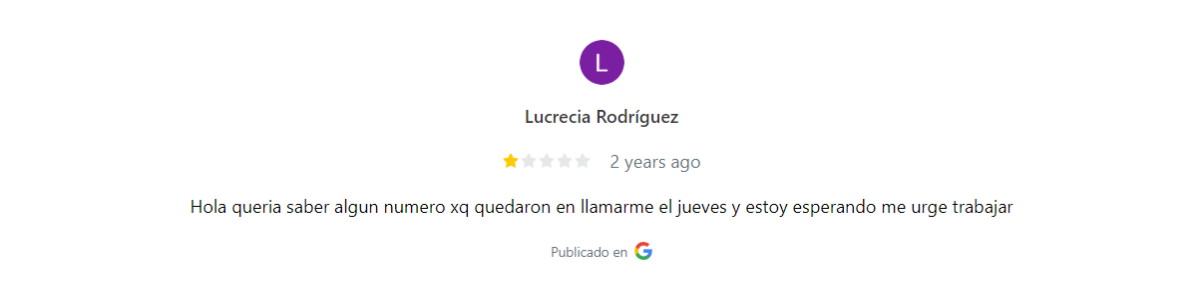 L
Lucrecia Rodríguez
2 years ago
Hola queria saber algun numero xq quedaron en llamarme el jueves y estoy esperando me urge trabajar
Publicado en G